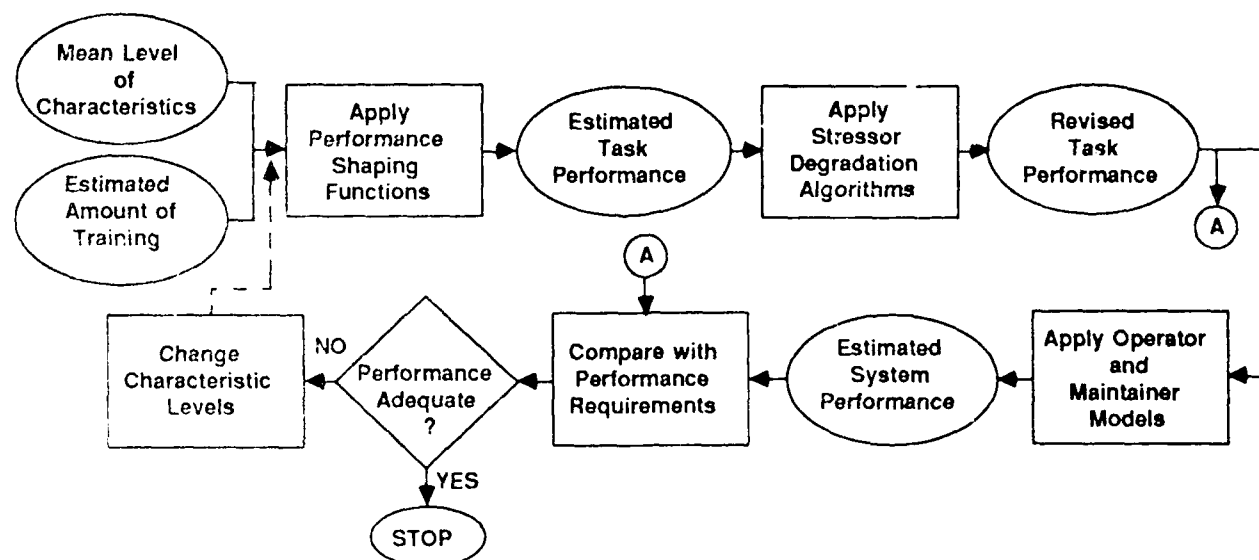 Mean Level
of
Characteristics
Estimated
Amount of
Training
Apply
Performance
Shaping
Functions
Estimated
Task
Performance
Apply
Stressor
Degradation
Algorithms
Revised
Task
Performance
A
A
Change
Characteristic
Levels
NO
Performance
Adequate
?
YES
STOP
Compare with
Performance
Requirements
Estimated
System
Performance
Apply Operator
and
Maintainer
Models